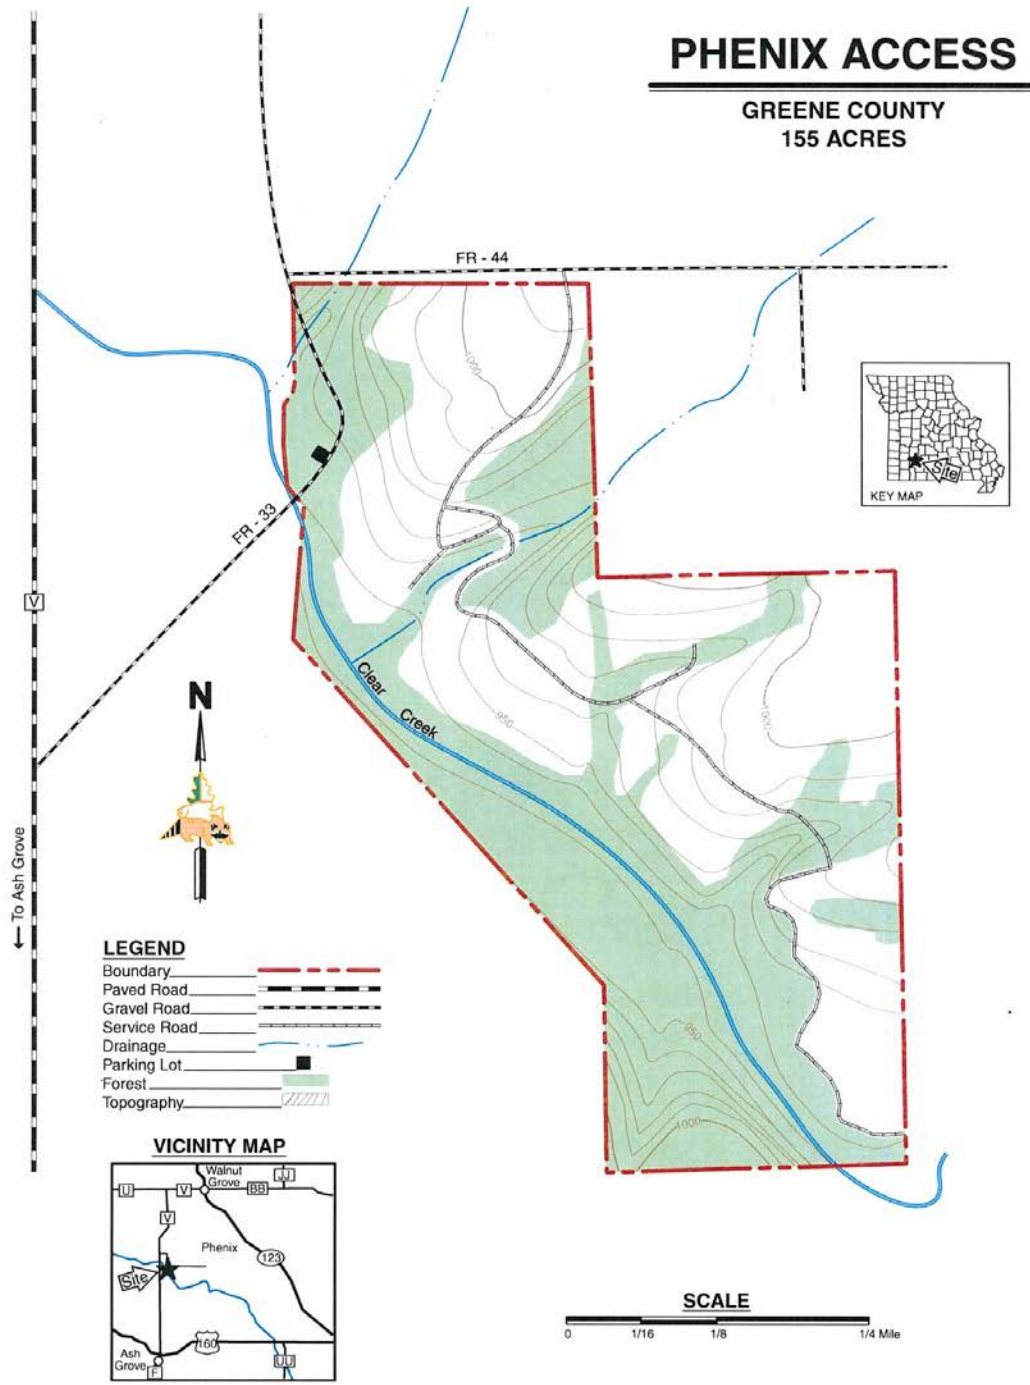 PHENIX ACCESS
GREENE COUNTY
155 ACRES
FR - 44
1000
FR - 33
V
Site
KEY MAP
Clear
Creek
950
1000
N
← To Ash Grove
950
1000
LEGEND
Boundary
Paved Road
Gravel Road
Service Road
Drainage
Parking Lot
Forest
Topography
VICINITY MAP
Walnut
Grove
JJ
U
V
BB
V
Phenix
123
Site
160
Ash
Grove
F
UU
SCALE
0 1/16 1/8 1/4 Mile